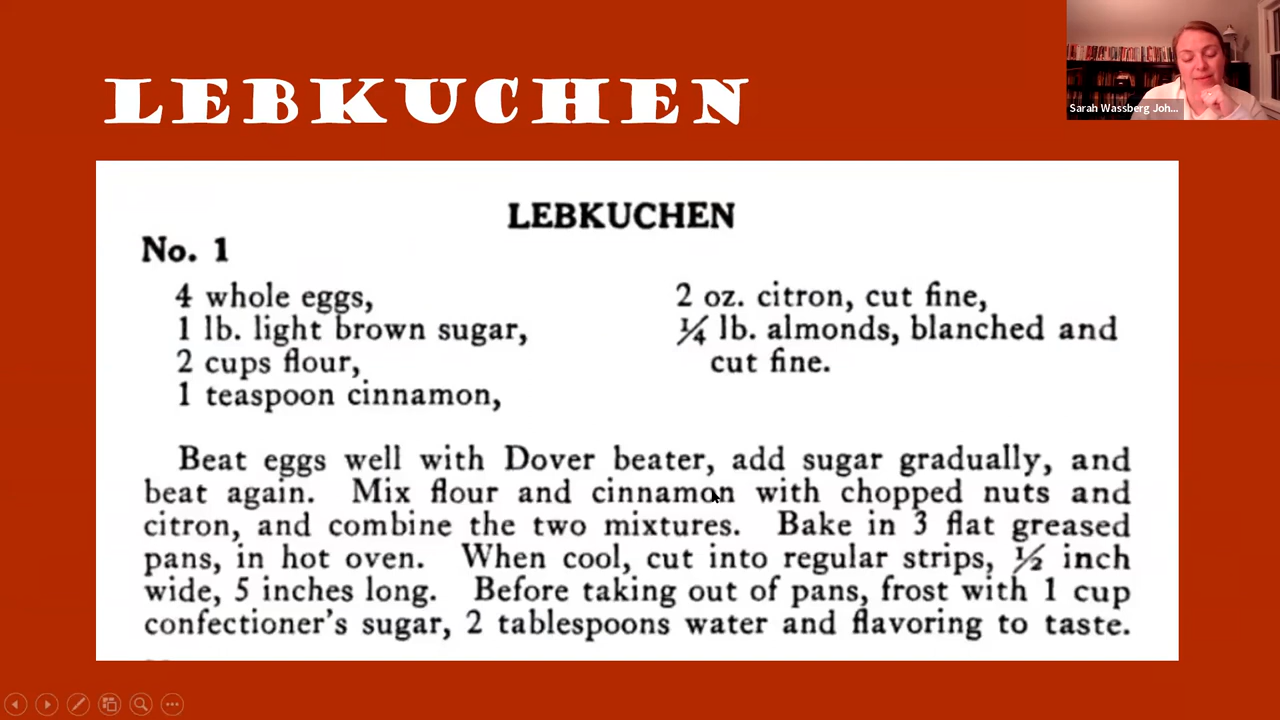 LEBKUCHEN
Sarah Wassberg Joh...
LEBKUCHEN
No. 1
4 whole eggs,
1 lb. light brown sugar,
2 cups flour,
1 teaspoon cinnamon,
2 oz. citron, cut fine,
¼ lb. almonds, blanched and
cut fine.
Beat eggs well with Dover beater, add sugar gradually, and
beat again. Mix flour and cinnamon with chopped nuts and
citron, and combine the two mixtures. Bake in 3 flat greased
pans, in hot oven. When cool, cut into regular strips, ½ inch
wide, 5 inches long. Before taking out of pans, frost with 1 cup
confectioner's sugar, 2 tablespoons water and flavoring to taste.